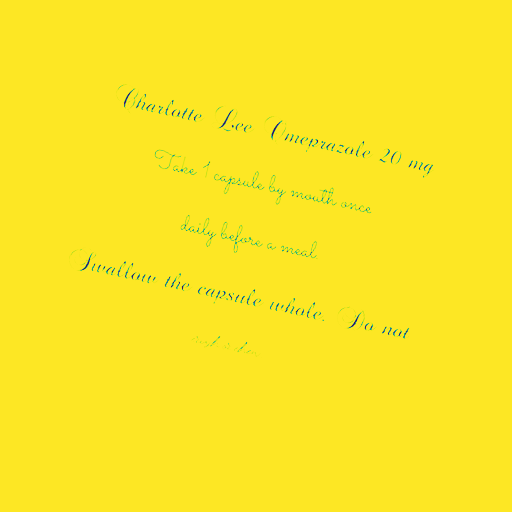 Charlotte Lee Omeprazole 20 mg
Take 1 capsule by mouth once
daily before a meal
Swallow the capsule whole. Do not